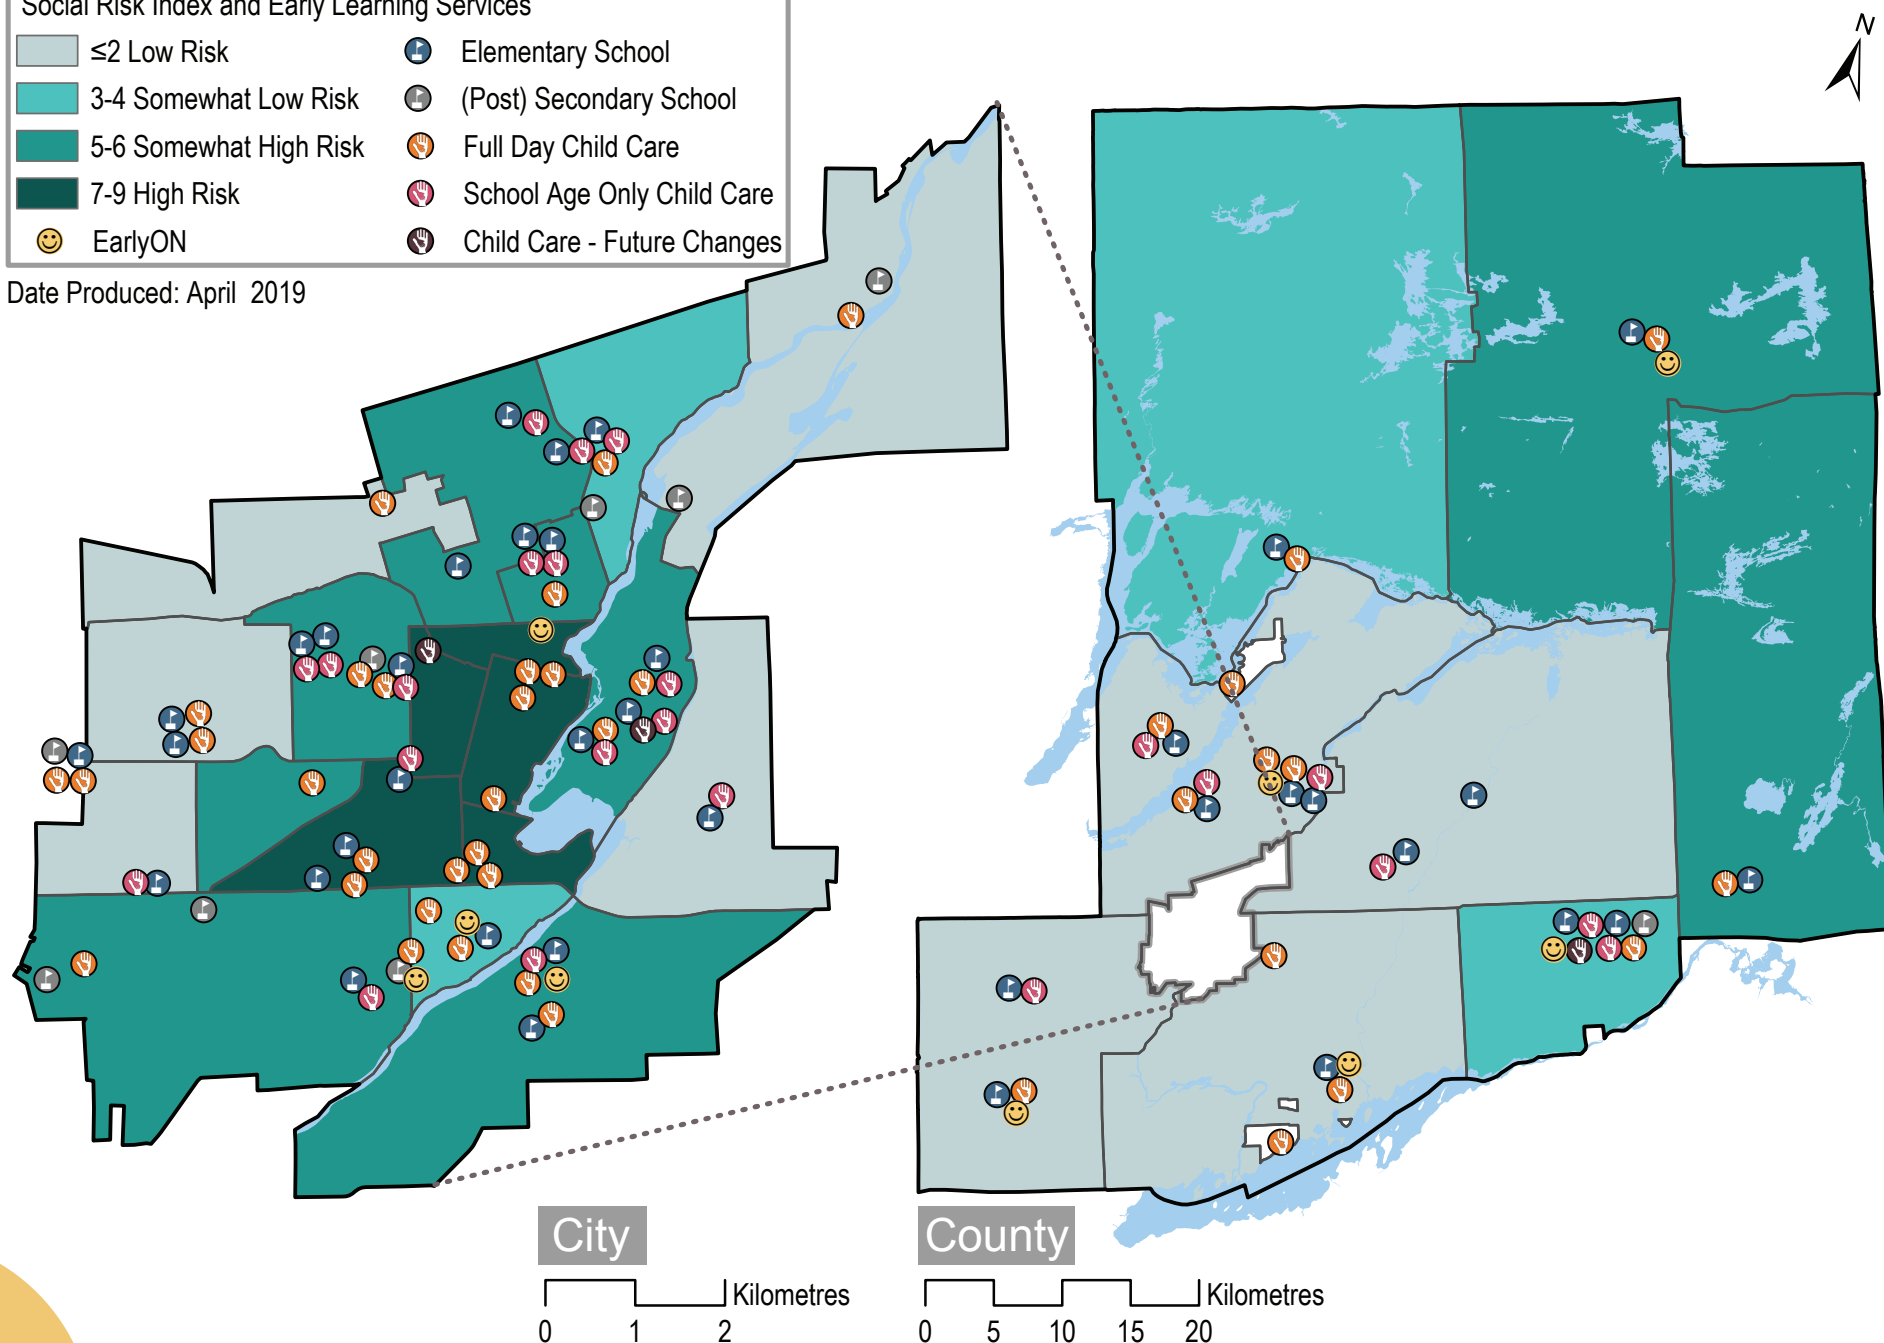 Social Risk Index and Early Learning Services
≤2 Low Risk
3-4 Somewhat Low Risk
5-6 Somewhat High Risk
7-9 High Risk
EarlyON
Elementary School
(Post) Secondary School
Full Day Child Care
School Age Only Child Care
Child Care - Future Changes
Date Produced: April 2019
N
City
Kilometres
0 1 2
County
Kilometres
0 5 10 15 20